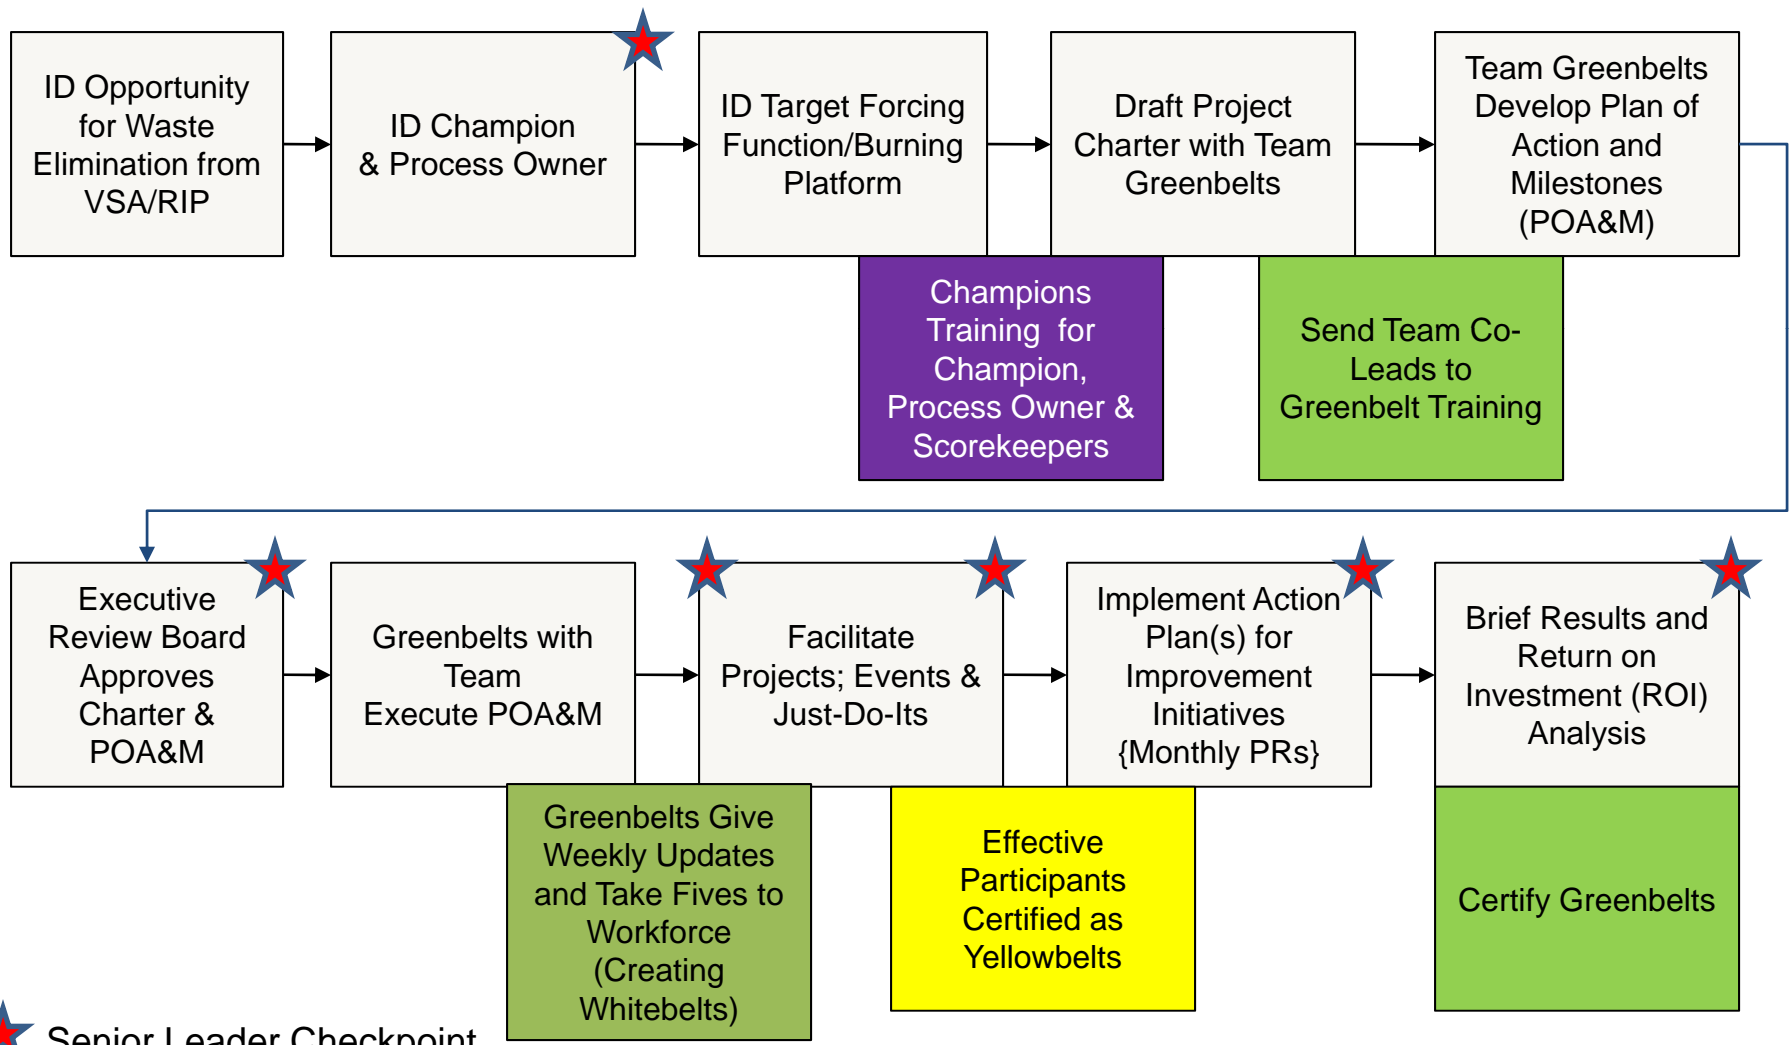 ID Opportunity
for Waste
Elimination from
VSA/RIP
ID Champion
& Process Owner
ID Target Forcing
Function/Burning
Platform
Draft Project
Charter with Team
Greenbelts
Team Greenbelts
Develop Plan of
Action and
Milestones
(POA&M)
Champions
Training for
Champion,
Process Owner &
Scorekeepers
Send Team Co-
Leads to
Greenbelt Training
Executive
Review Board
Approves
Charter &
POA&M
Greenbelts with
Team
Execute POA&M
Facilitate
Projects; Events &
Just-Do-Its
Implement Action
Plan(s) for
Improvement
Initiatives
{Monthly PRs}
Brief Results and
Return on
Investment (ROI)
Analysis
Greenbelts Give
Weekly Updates
and Take Fives to
Workforce
(Creating
Whitebelts)
Effective
Participants
Certified as
Yellowbelts
Certify Greenbelts
Senior Leader Checkpoint